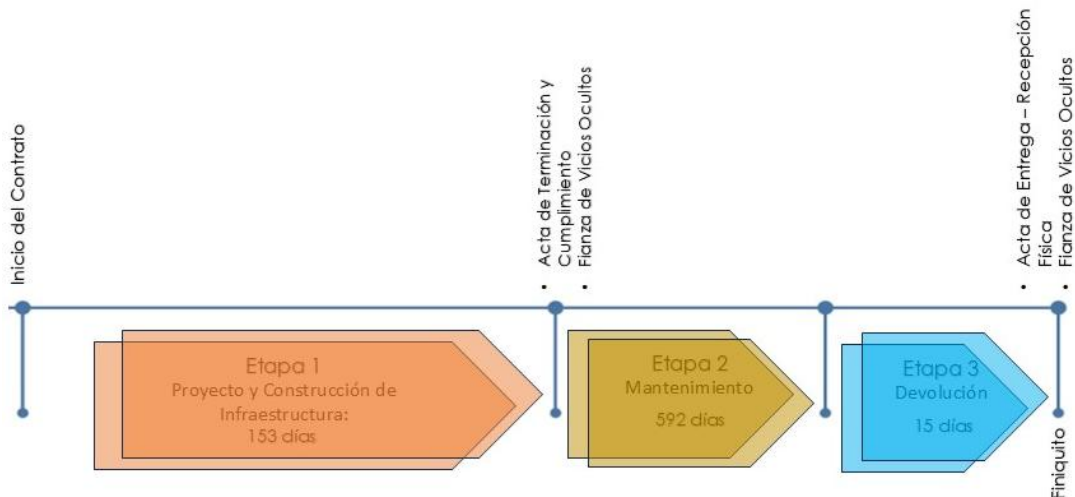 Inicio del Contrato
• Acta de Terminación y
Cumplimiento
• Fianza de Vicios Ocultos
• Acta de Entrega – Recepción
Física
• Fianza de Vicios Ocultos
Etapa 1
Proyecto y Construcción de
Infraestructura:
153 días
Etapa 2
Mantenimiento
592 días
Etapa 3
Devolución
15 días
Finiquito